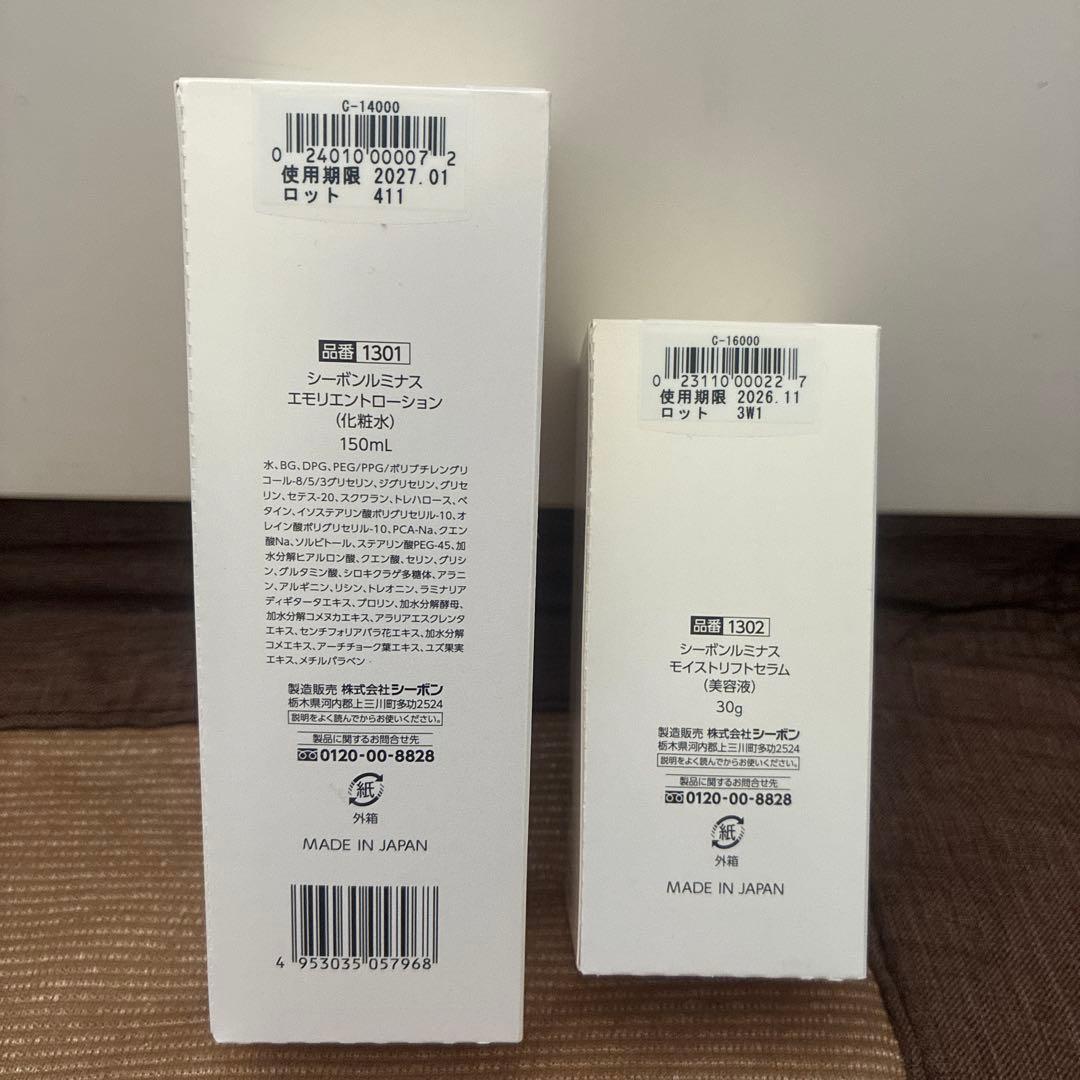 C-14000
0 24010 00007 2
使用期限 2027.01
ロット 411
品番 1301
シーボンルミナス
エモリエントローション
(化粧水)
150mL
水、BG、DPG、PEG/PPG/ポリブチレングリ
コール-8/5/3グリセリン、ジグリセリン、グリセ
リン、セテス-20、スクワラン、トレハロース、ベ
タイン、イソステアリン酸ポリグリセリル-10、オ
レイン酸ポリグリセリル-10、PCA-Na、クエン
酸Na、ソルビトール、ステアリン酸PEG-45、加
水分解ヒアルロン酸、クエン酸、セリン、グリシ
ン、グルタミン酸、シロキクラゲ多糖体、アラニ
ン、アルギニン、リシン、トレオニン、ラミナリア
ディギタータエキス、プロリン、加水分解酵母、
加水分解コメヌカエキス、アラリアエスクレンタ
エキス、センチフォリアバラ花エキス、加水分解
コメエキス、アーチチョーク葉エキス、ユズ果実
エキス、メチルパラベン
製造販売 株式会社シーボン
栃木県河内郡上三川町多功2524
説明をよく読んでからお使いください。
製品に関するお問合せ先
0120-00-8828
紙
外箱
MADE IN JAPAN
4 953035 057968
C-16000
0 23110 00022 7
使用期限 2026.11
ロット 3W1
品番 1302
シーボンルミナス
モイストリフトセラム
(美容液)
30g
製造販売 株式会社シーボン
栃木県河内郡上三川町多功2524
説明をよく読んでからお使いください。
製品に関するお問合せ先
0120-00-8828
紙
外箱
MADE IN JAPAN